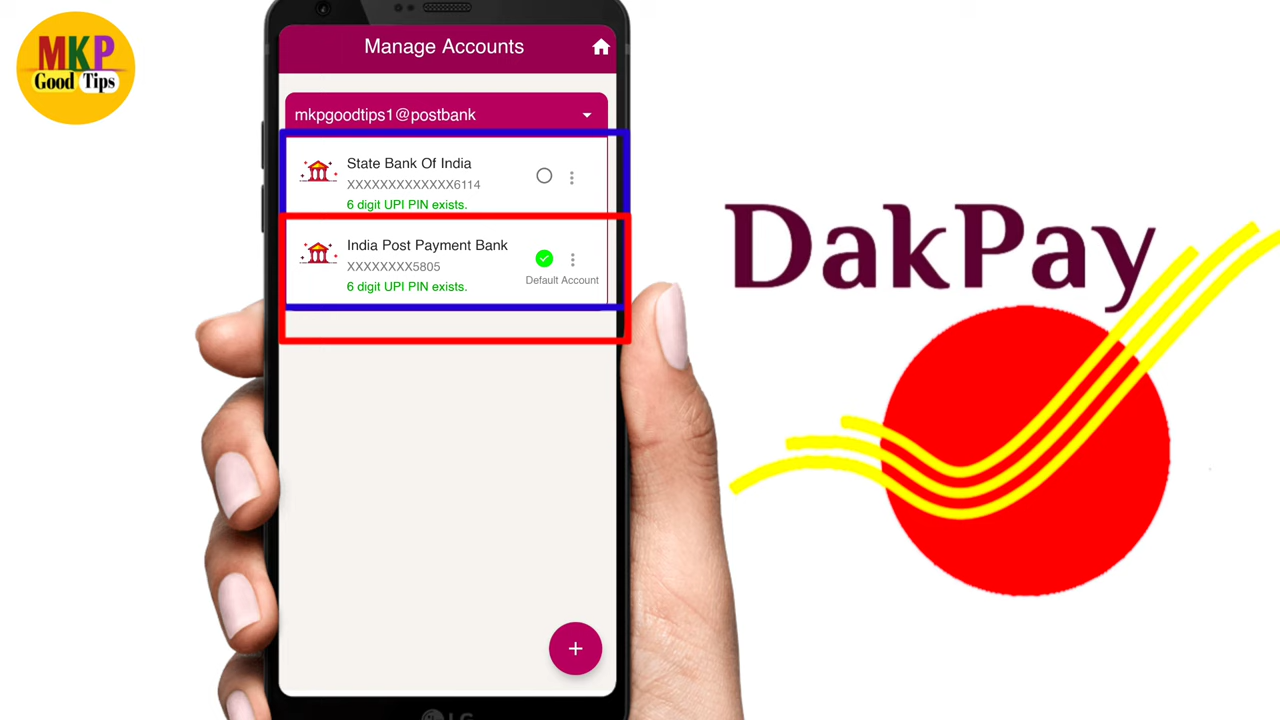 MKP
Good Tips
Manage Accounts
mkpgoodtips1@postbank
State Bank Of India
XXXXXXXXXXXXX6114
6 digit UPI PIN exists.
India Post Payment Bank
XXXXXXXX5805
Default Account
6 digit UPI PIN exists.
DakPay
+
LG